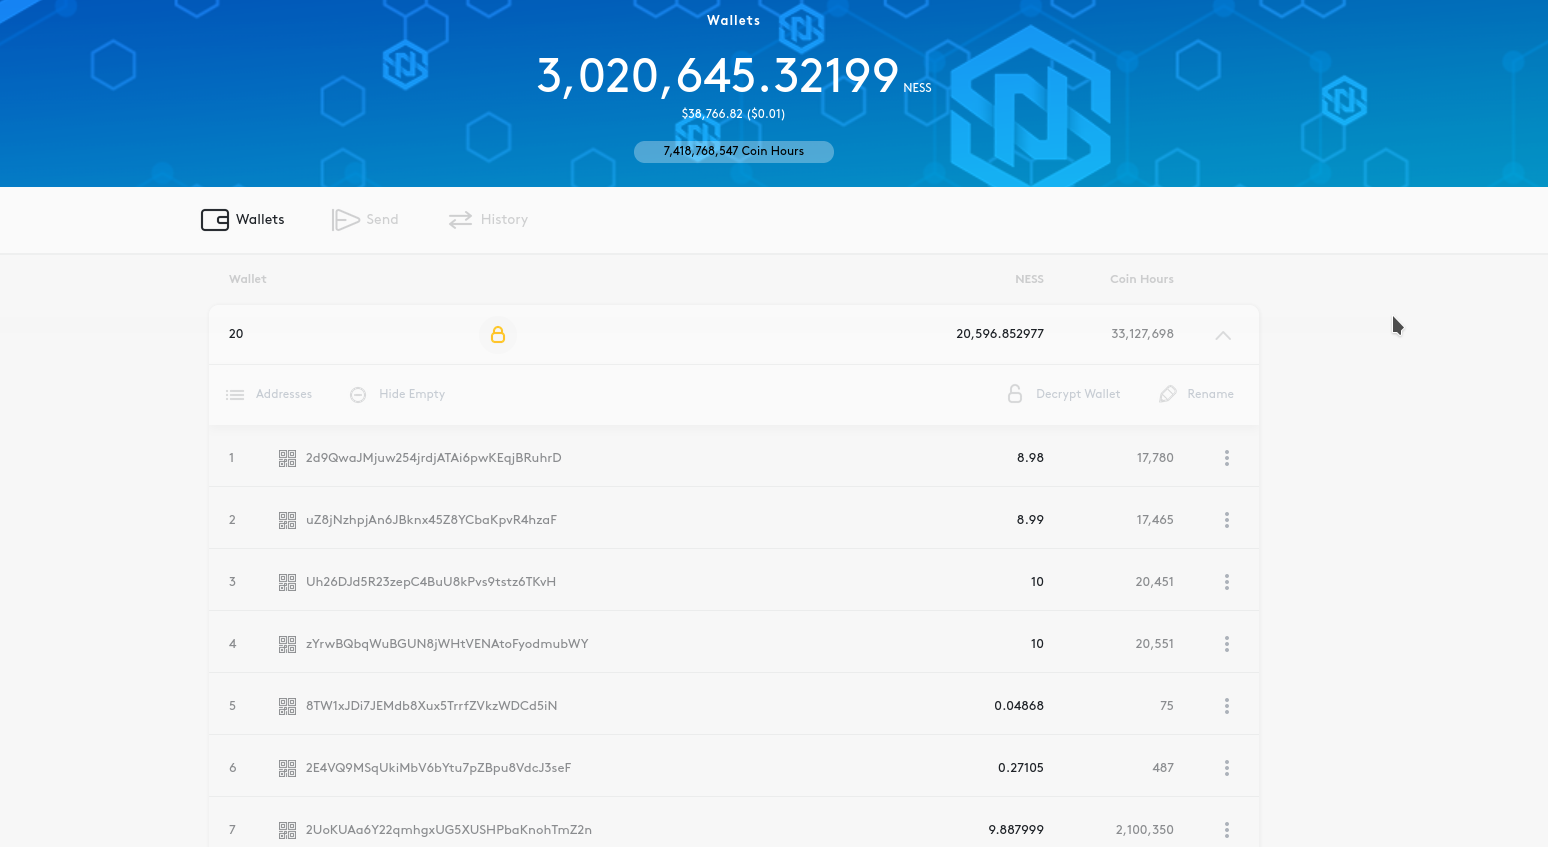 Wallets
3,020,645.32199 NESS
$38,766.82 ($0.01)
7,418,768,547 Coin Hours
Wallets Send History
Wallet NESS Coin Hours
20 20,596.852977 33,127,698
Addresses Hide Empty Decrypt Wallet Rename
1 2d9QwaJMjuw254jrdjATAi6pwKEqjBRuhrD 8.98 17,780
2 uZ8jNzhpjAn6JBknx45Z8YCbaKpvR4hzaF 8.99 17,465
3 Uh26DJd5R23zepC4BuU8kPvs9tstz6TKvH 10 20,451
4 zYrwBQbqWuBGUN8jWHtVENAtoFyodmubWY 10 20,551
5 8TW1xJDi7JEMdb8Xux5TrrfZVkzWDCd5iN 0.04868 75
6 2E4VQ9MSqUkiMbV6bYtu7pZBpu8VdcJ3seF 0.27105 487
7 2UoKUAa6Y22qmhgxUG5XUSHPbaKnohTmZ2n 9.887999 2,100,350